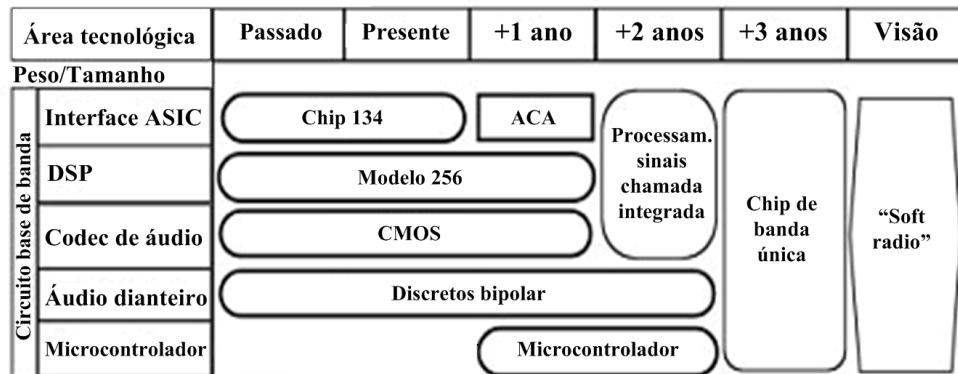 Área tecnológica Passado Presente +1 ano +2 anos +3 anos Visão
Peso/Tamanho
Circuito base de banda
Interface ASIC
Chip 134
ACA
DSP
Modelo 256
Codec de áudio
CMOS
Áudio dianteiro
Discretos bipolar
Microcontrolador
Microcontrolador
Processam.
sinais
chamada
integrada
Chip de
banda
única
“Soft
radio”